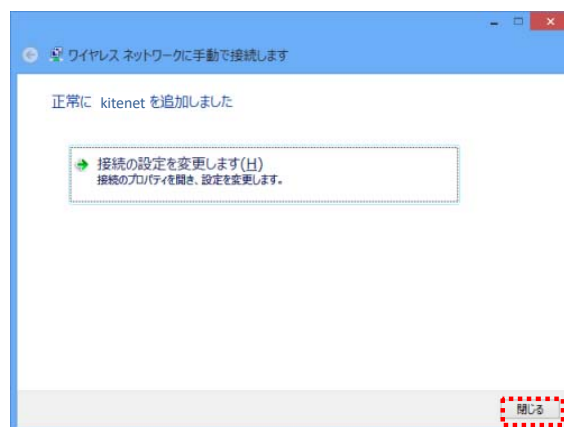 ワイヤレス ネットワークに手動で接続します
正常に kitenet を追加しました
接続の設定を変更します(H)
接続のプロパティを開き、設定を変更します。
閉じる